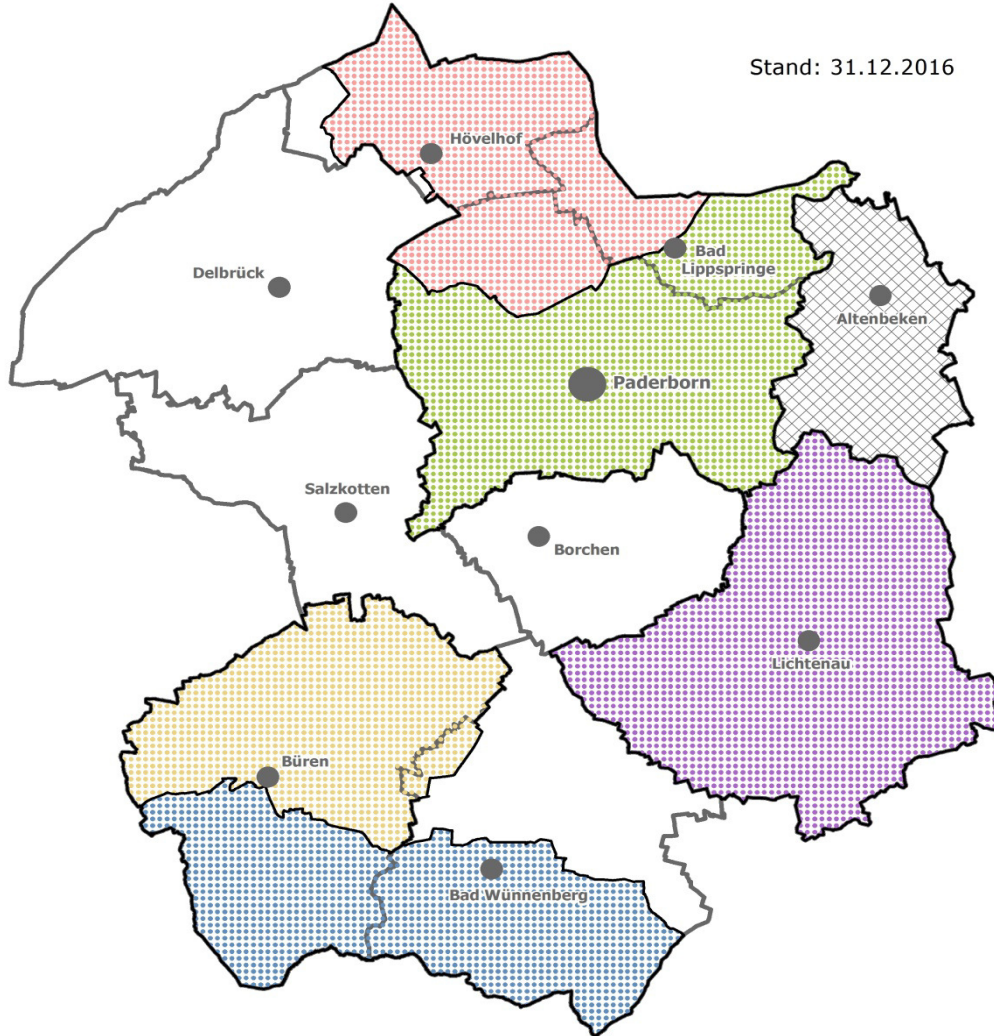 Stand: 31.12.2016
Hövelhof
Bad
Lippspringe
Delbrück
Altenbeken
Paderborn
Salzkotten
Borchen
Lichtenau
Büren
Bad Wünnenberg